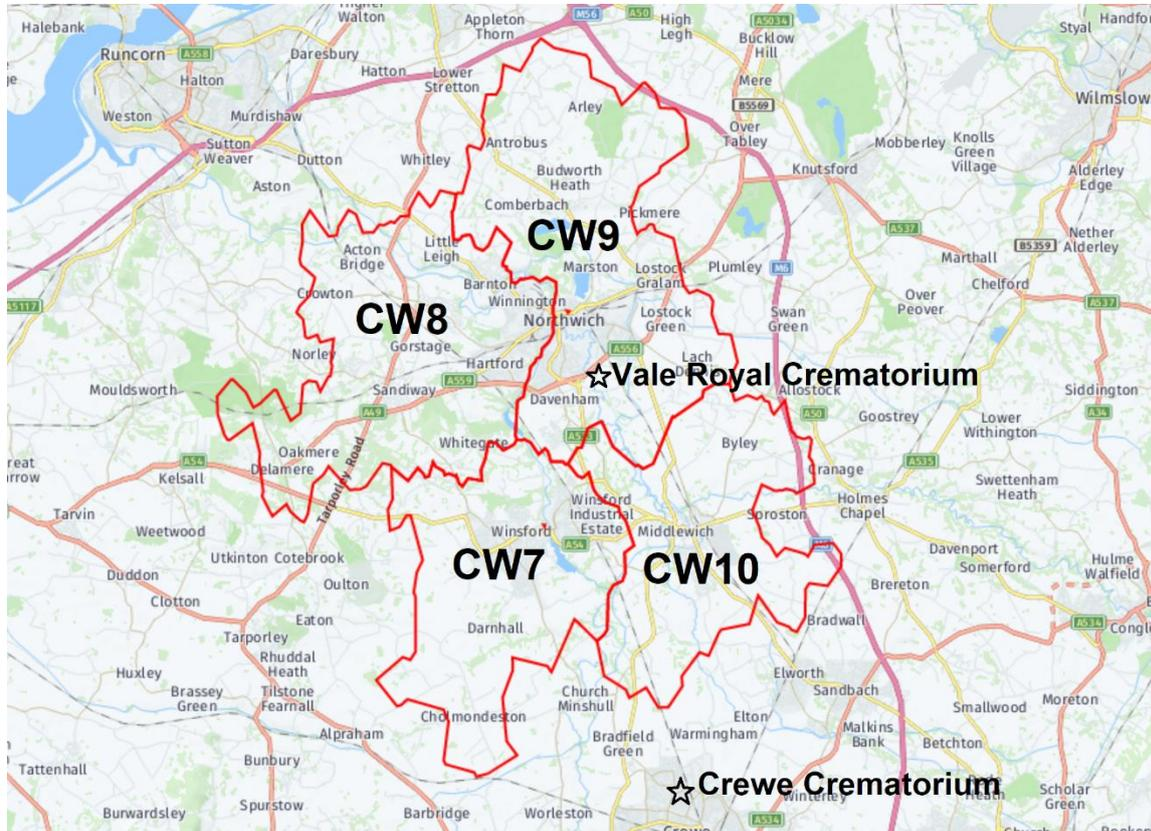 Halebank
Walton
Appleton
Thorn
M56
A50
High
Legh
A5034
Bucklow
Hill
Styal
Runcorn
A558
Daresbury
Halton
Hatton
Lower
Stretton
Mere
B5569
Wilmslow
Weston
Murdishaw
Arley
Over
Tabley
Sutton
Weaver
Dutton
Whitley
Antrobus
Mobberley
Knolls
Green
Village
Aston
Budworth
Heath
Knutsford
Alderley
Edge
Comberbach
Pickmere
CW9
A537
Nether
Alderley
B5359
Acton
Bridge
Little
Leigh
Marston
Lostock
Gralam
Plumley
M6
Marthall
Chelford
Crowton
Barnton
Winnington
Over
Peover
A537
A5117
CW8
Northwich
Lostock
Green
Swan
Green
Norley
Gorstage
A556
Hartford
Lach
Mouldsworth
Sandiway
A559
Vale Royal Crematorium
Allostock
Siddington
Davenham
A49
A50
Goostrey
Lower
Withington
A34
Whitegate
Byley
Oakmere
Delamere
A54
Kelsall
Tarporley Road
Cranage
A535
Swettenham
Heath
Tarvin
Weetwood
Winsford
Industrial
Estate
Winsford
A54
Middlewich
Sproston
Holmes
Chapel
Utkinton
Cotebrook
CW7
CW10
Davenport
Somerford
Hulme
Walfield
Duddon
Oulton
Brereton
Clotton
Eaton
Darnhall
Bradwall
A534
Tarporley
Rhuddal
Heath
Huxley
Brassey
Green
Tilstone
Fearnall
Church
Minshull
Elworth
Sandbach
Moreton
Cholmondeston
Smallwood
Alpraham
Bradfield
Green
Elton
Warmingham
Malkins
Bank
Betchton
Tattenhall
Bunbury
Crewe Crematorium
Winterley
Scholar
Green
Burwardsley
Spurstow
Barbridge
Worleston
A534
Crewe